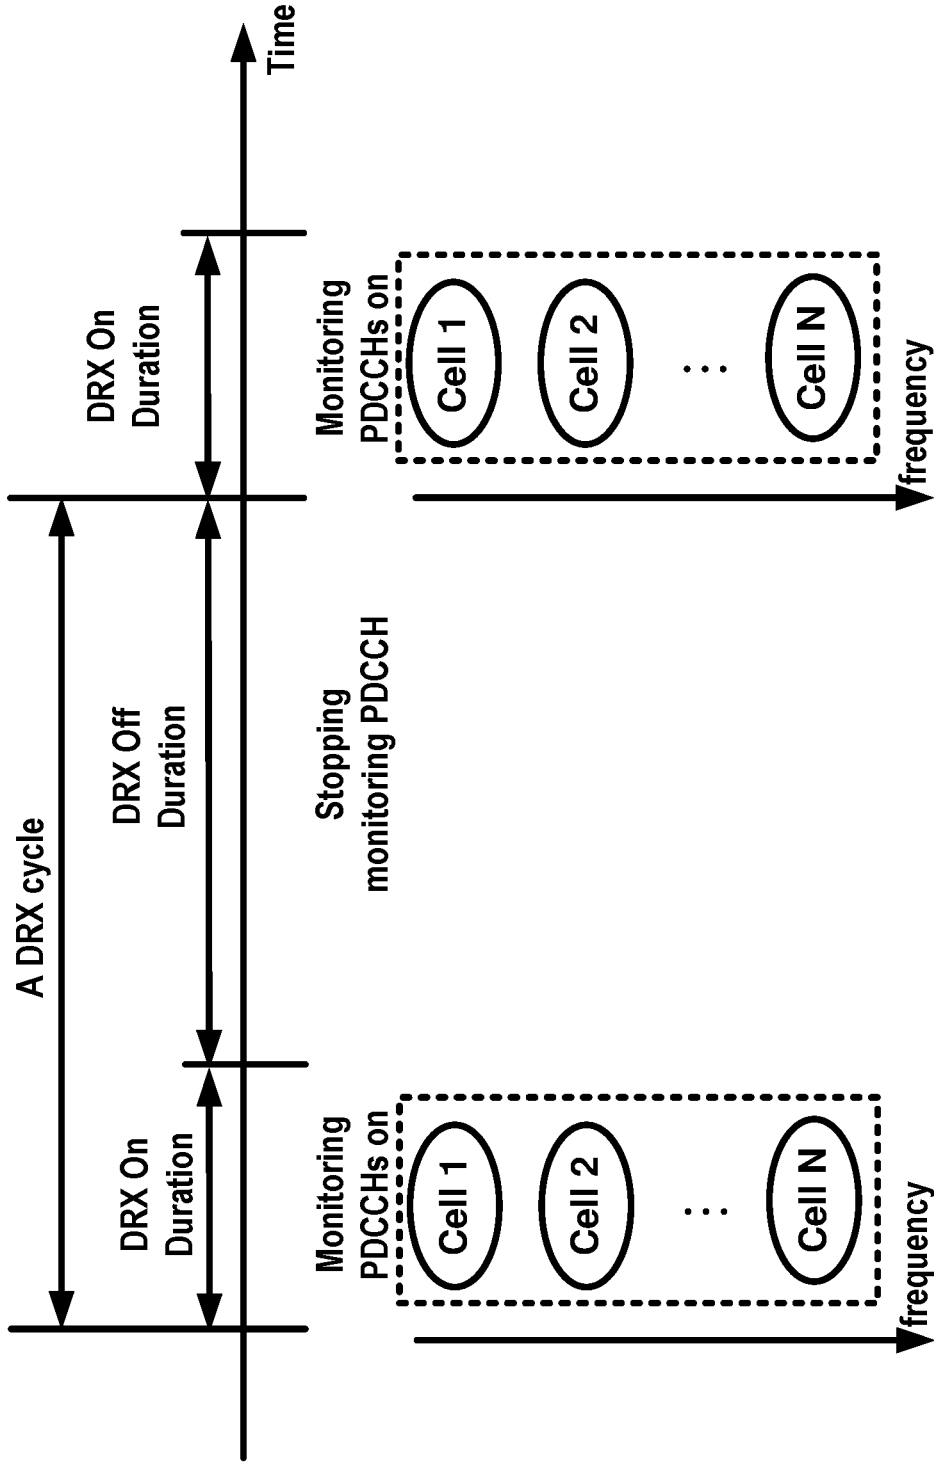 A DRX cycle
DRX On
Duration
DRX Off
Duration
DRX On
Duration
Time
Monitoring
PDCCHs on
Stopping
monitoring PDCCH
Monitoring
PDCCHs on
Cell 1
Cell 2
...
Cell N
frequency
Cell 1
Cell 2
...
Cell N
frequency